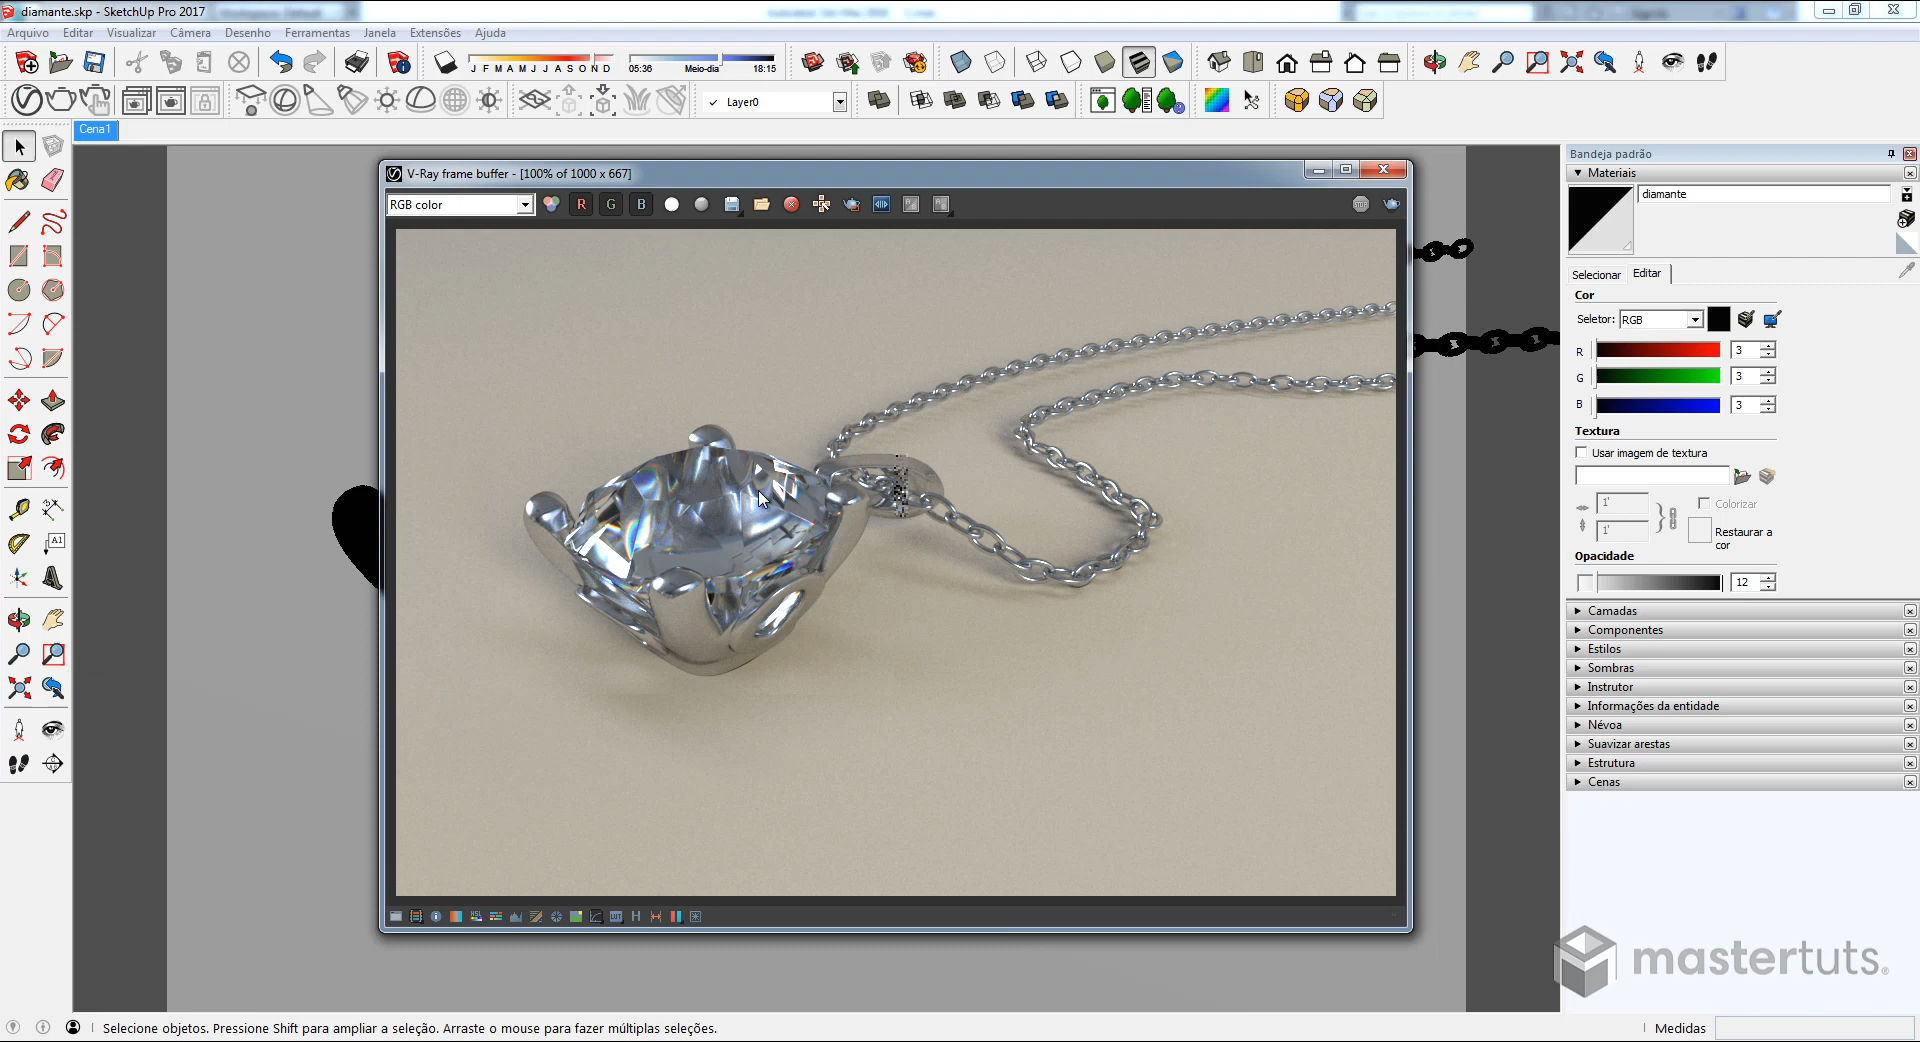 diamante.skp - SketchUp Pro 2017
Arquivo Editar Visualizar Câmera Desenho Ferramentas Janela Extensões Ajuda
J F M A M J J A S O N D
05:36 Meio-dia 18:15
✓ Layer0
Cena1
V-Ray frame buffer - [100% of 1000 x 667]
RGB color
R G B
Bandeja padrão
Materiais
diamante
Selecionar Editar
Cor
Seletor: RGB
R 3
G 3
B 3
Textura
Usar imagem de textura
1' Colorizar
1' Restaurar a cor
Opacidade
12
Camadas
Componentes
Estilos
Sombras
Instrutor
Informações da entidade
Névoa
Suavizar arestas
Estrutura
Cenas
A1
mastertuts.
Selecione objetos. Pressione Shift para ampliar a seleção. Arraste o mouse para fazer múltiplas seleções.
Medidas